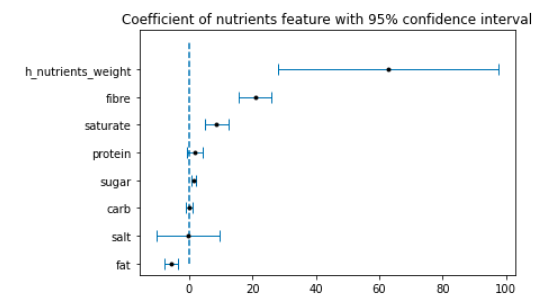 Coefficient of nutrients feature with 95% confidence interval
h_nutrients_weight
fibre
saturate
protein
sugar
carb
salt
fat
0 20 40 60 80 100